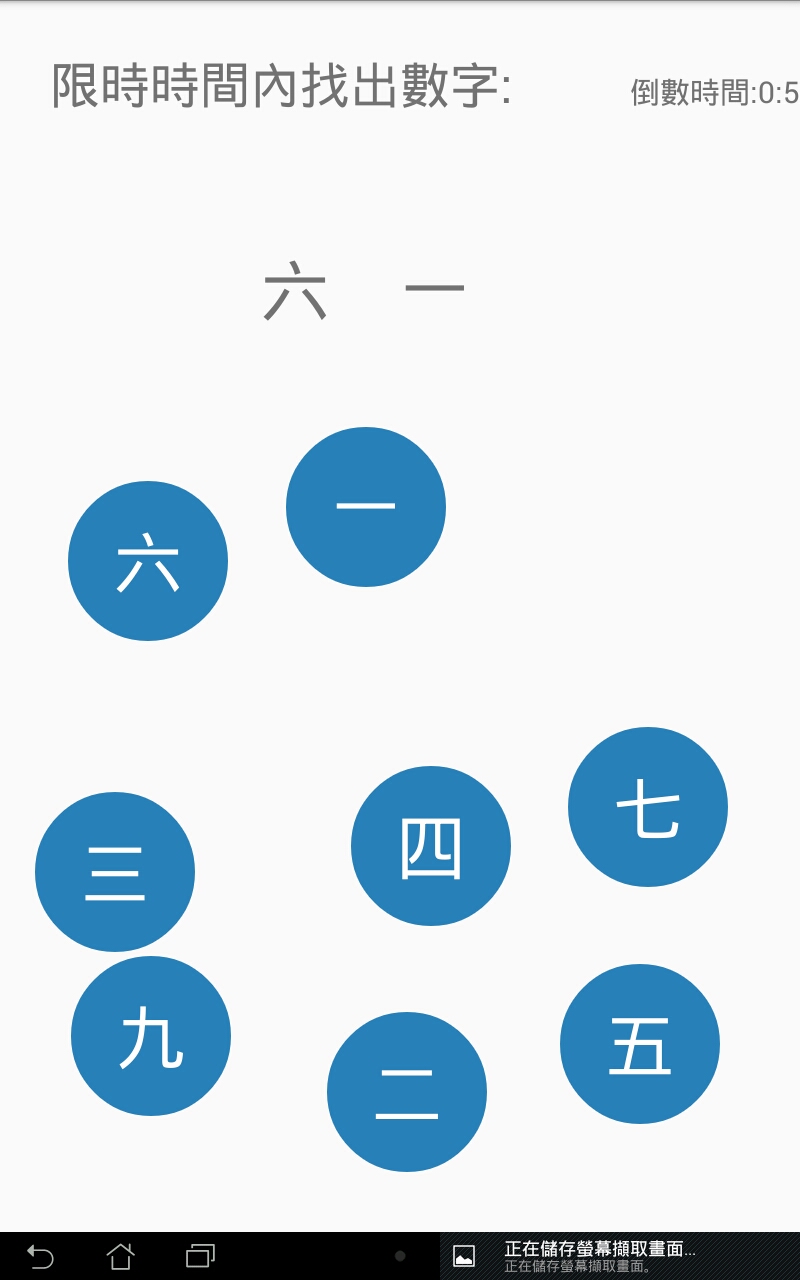 限時時間內找出數字:
倒數時間:0:5
六 一
一
六
七
四
三
九
五
二
正在儲存螢幕擷取畫面...
正在儲存螢幕擷取畫面。